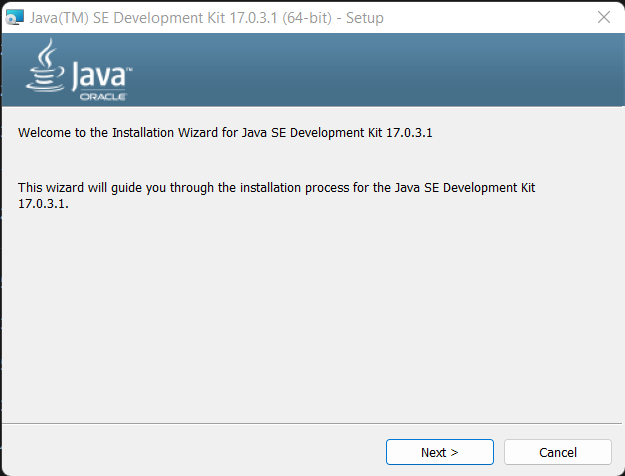 Java(TM) SE Development Kit 17.0.3.1 (64-bit) - Setup
Java™
ORACLE
Welcome to the Installation Wizard for Java SE Development Kit 17.0.3.1
This wizard will guide you through the installation process for the Java SE Development Kit
17.0.3.1.
Next >
Cancel